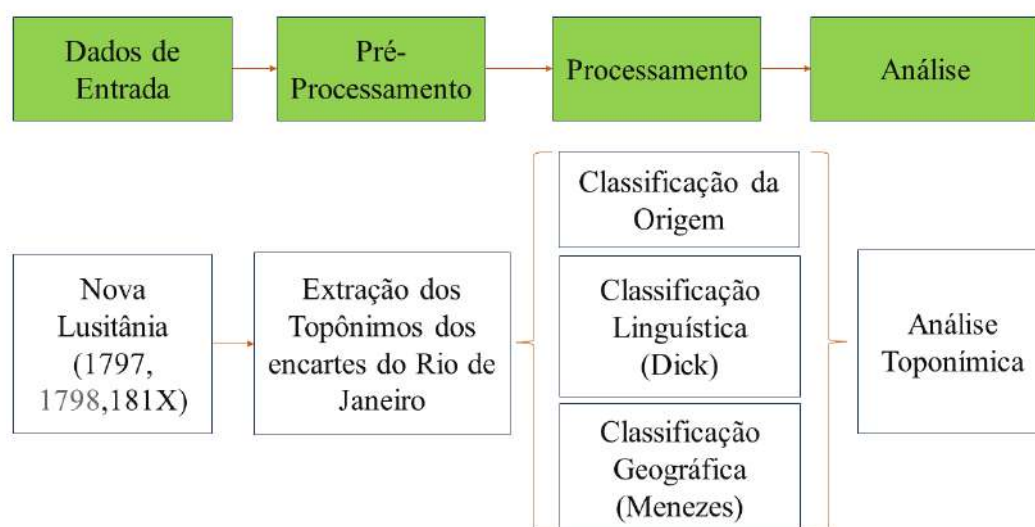 Dados de
Entrada
Pré-
Processamento
Processamento
Análise
Nova
Lusitânia
(1797,
1798,181X)
Extração dos
Topônimos dos
encartes do Rio de
Janeiro
Classificação da
Origem
Classificação
Linguística
(Dick)
Classificação
Geográfica
(Menezes)
Análise
Toponímica